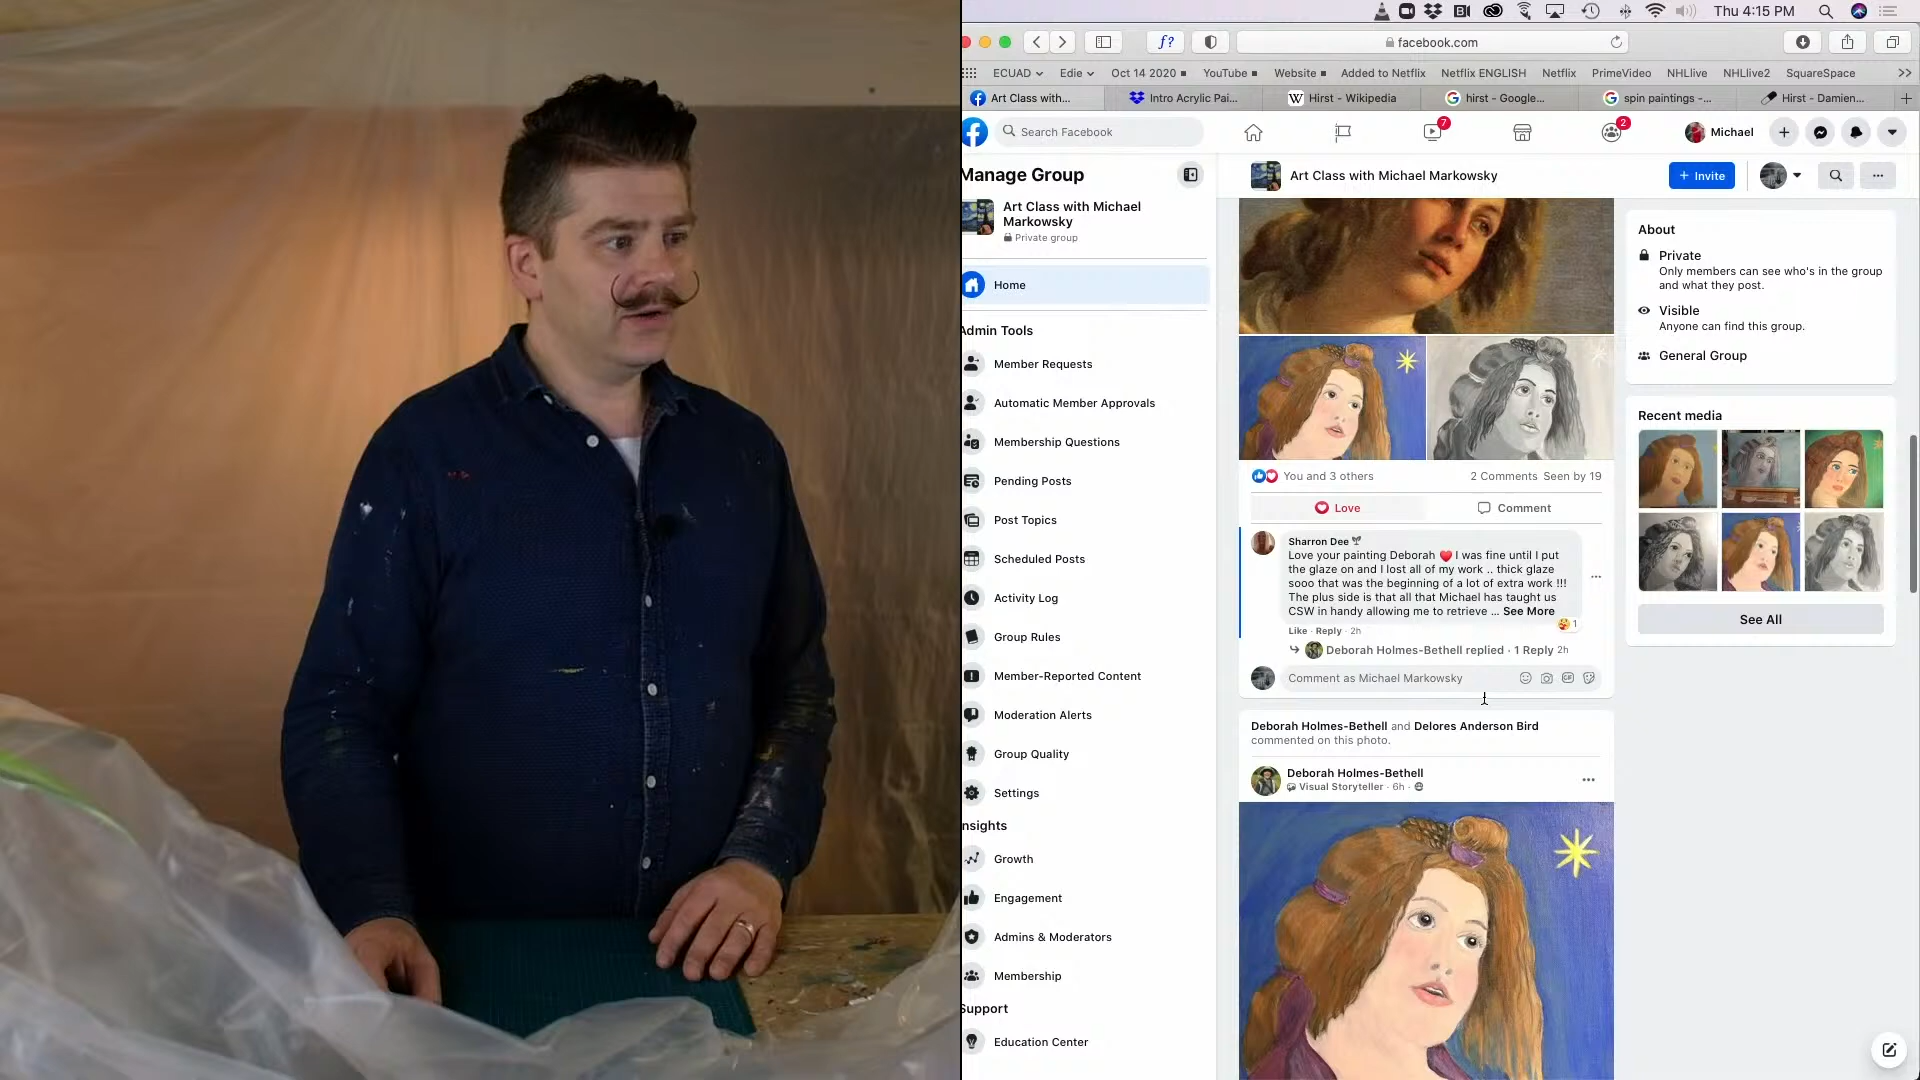 Thu 4:15 PM
facebook.com
ECUAD
Edie
Oct 14 2020
YouTube
Website
Added to Netflix
Netflix ENGLISH
Netflix
PrimeVideo
NHLlive
NHLlive2
SquareSpace
Art Class with...
Intro Acrylic Pai...
Hirst - Wikipedia
hirst - Google...
spin paintings -...
Hirst - Damien...
Search Facebook
7
2
Michael
Manage Group
Art Class with Michael
Markowsky
Private group
Home
Admin Tools
Member Requests
Automatic Member Approvals
Membership Questions
Pending Posts
Post Topics
Scheduled Posts
Activity Log
Group Rules
Member-Reported Content
Moderation Alerts
Group Quality
Settings
nsights
Growth
Engagement
Admins & Moderators
Membership
Support
Education Center
Art Class with Michael Markowsky
+ Invite
You and 3 others
2 Comments Seen by 19
Love
Comment
Sharron Dee
Love your painting Deborah ❤️ I was fine until I put
the glaze on and I lost all of my work .. thick glaze
sooo that was the beginning of a lot of extra work !!!
The plus side is that all that Michael has taught us
CSW in handy allowing me to retrieve ... See More
1
Like · Reply · 2h
Deborah Holmes-Bethell replied · 1 Reply 2h
Comment as Michael Markowsky
Deborah Holmes-Bethell and Delores Anderson Bird
commented on this photo.
Deborah Holmes-Bethell
Visual Storyteller · 6h ·
About
Private
Only members can see who's in the group
and what they post.
Visible
Anyone can find this group.
General Group
Recent media
See All